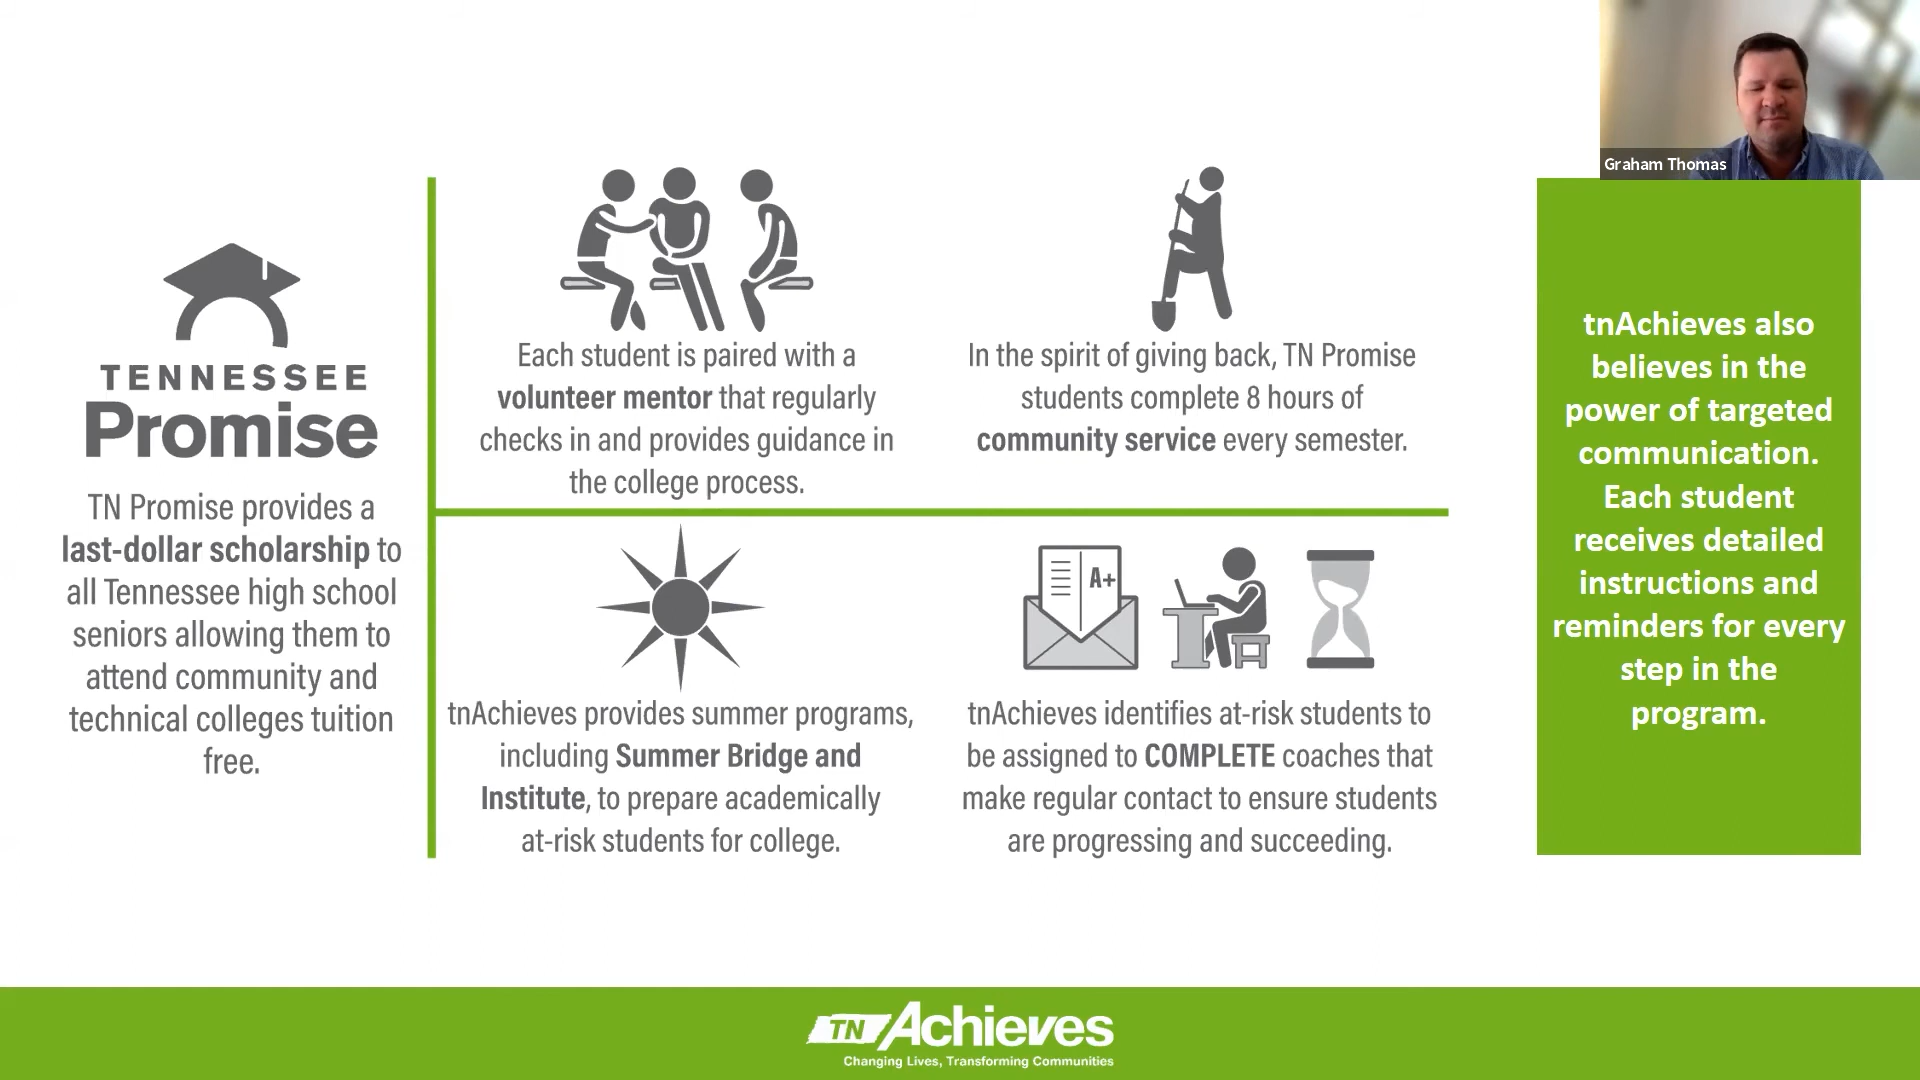 Graham Thomas
TENNESSEE
Promise
TN Promise provides a
last-dollar scholarship to
all Tennessee high school
seniors allowing them to
attend community and
technical colleges tuition
free.
Each student is paired with a
volunteer mentor that regularly
checks in and provides guidance in
the college process.
In the spirit of giving back, TN Promise
students complete 8 hours of
community service every semester.
tnAchieves provides summer programs,
including Summer Bridge and
Institute, to prepare academically
at-risk students for college.
A+
tnAchieves identifies at-risk students to
be assigned to COMPLETE coaches that
make regular contact to ensure students
are progressing and succeeding.
tnAchieves also
believes in the
power of targeted
communication.
Each student
receives detailed
instructions and
reminders for every
step in the
program.
TN Achieves
Changing Lives, Transforming Communities